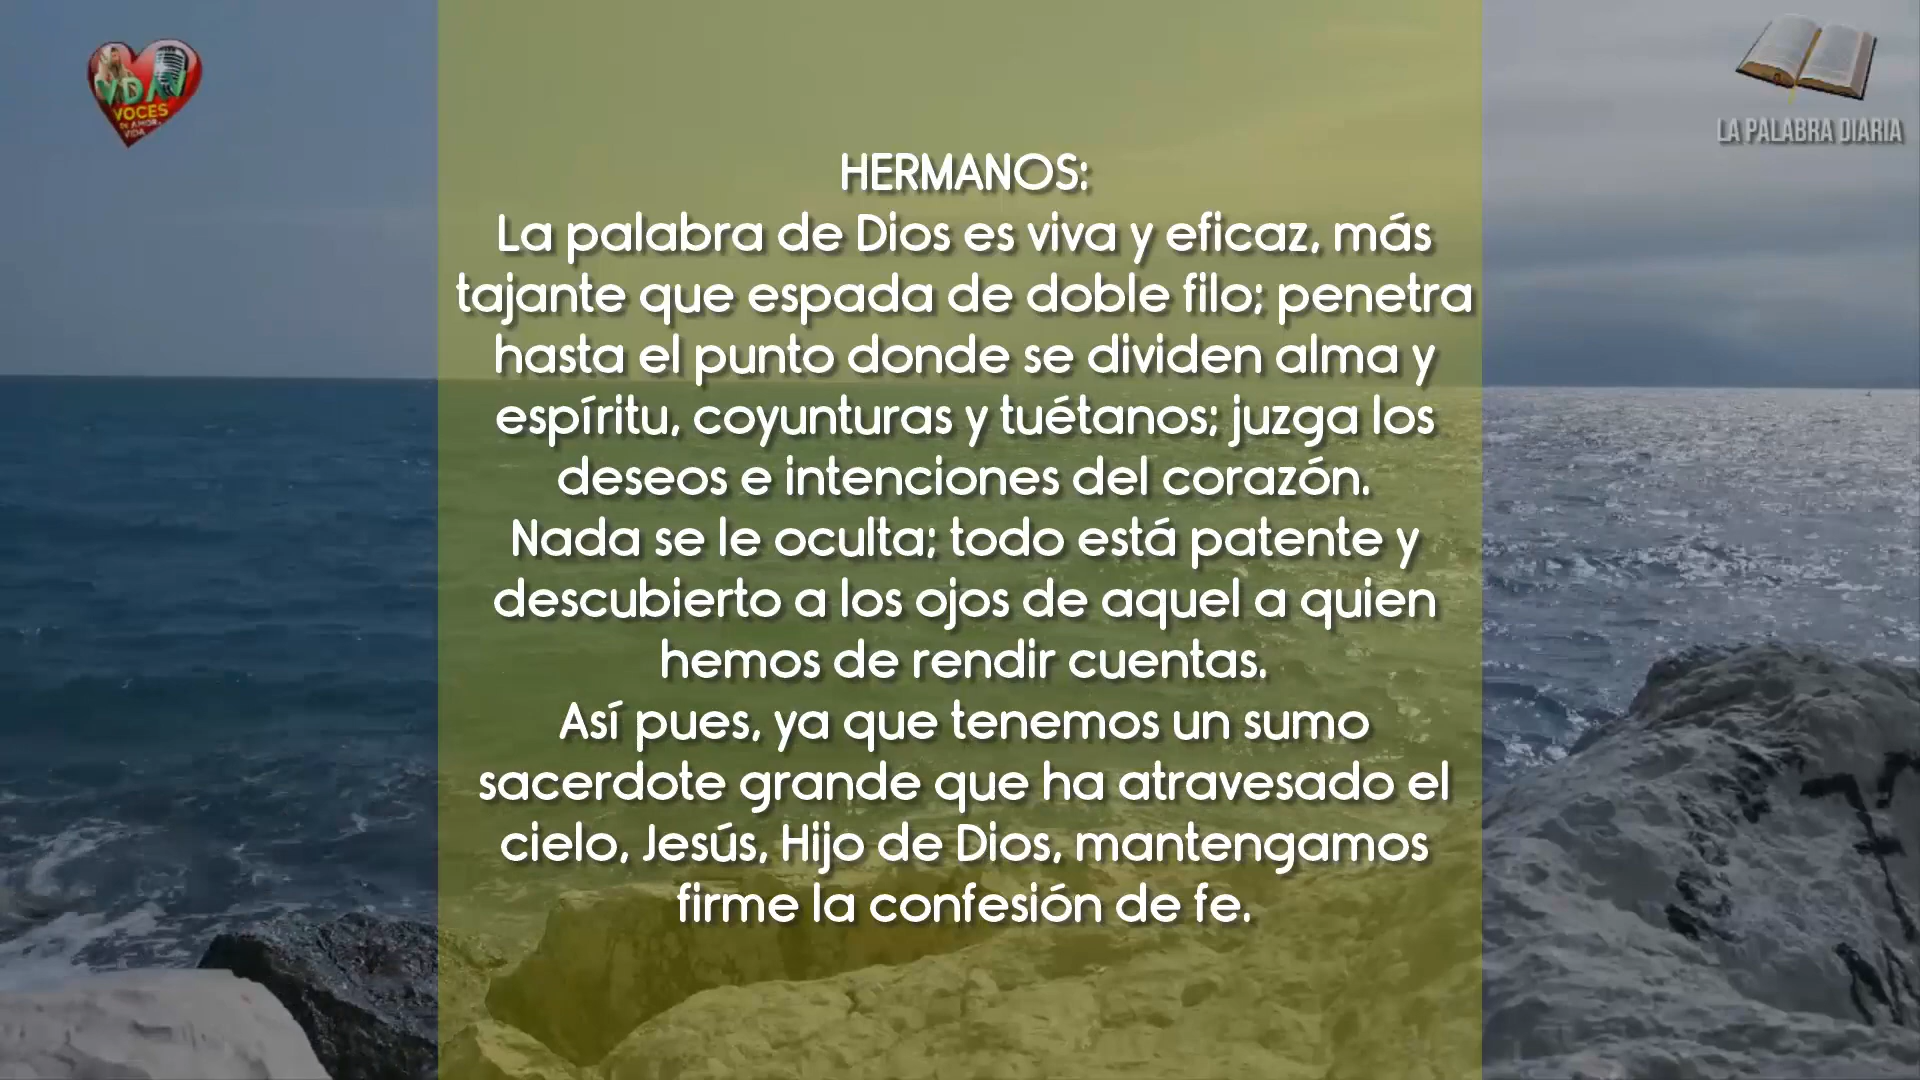 VDAV
VOCES
DE AMOR Y
VIDA
LA PALABRA DIARIA
HERMANOS:
La palabra de Dios es viva y eficaz, más
tajante que espada de doble filo; penetra
hasta el punto donde se dividen alma y
espíritu, coyunturas y tuétanos; juzga los
deseos e intenciones del corazón.
Nada se le oculta; todo está patente y
descubierto a los ojos de aquel a quien
hemos de rendir cuentas.
Así pues, ya que tenemos un sumo
sacerdote grande que ha atravesado el
cielo, Jesús, Hijo de Dios, mantengamos
firme la confesión de fe.